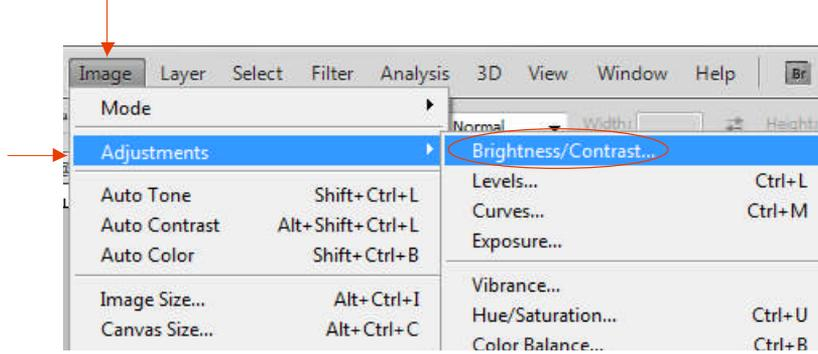 Image Layer Select Filter Analysis 3D View Window Help Br
Mode
Normal Width: Height
Adjustments Brightness/Contrast...
Levels... Ctrl+L
Auto Tone Shift+Ctrl+L
Curves... Ctrl+M
Auto Contrast Alt+Shift+Ctrl+L
Exposure...
Auto Color Shift+Ctrl+B
Vibrance...
Image Size... Alt+Ctrl+I
Hue/Saturation... Ctrl+U
Canvas Size... Alt+Ctrl+C
Color Balance... Ctrl+B